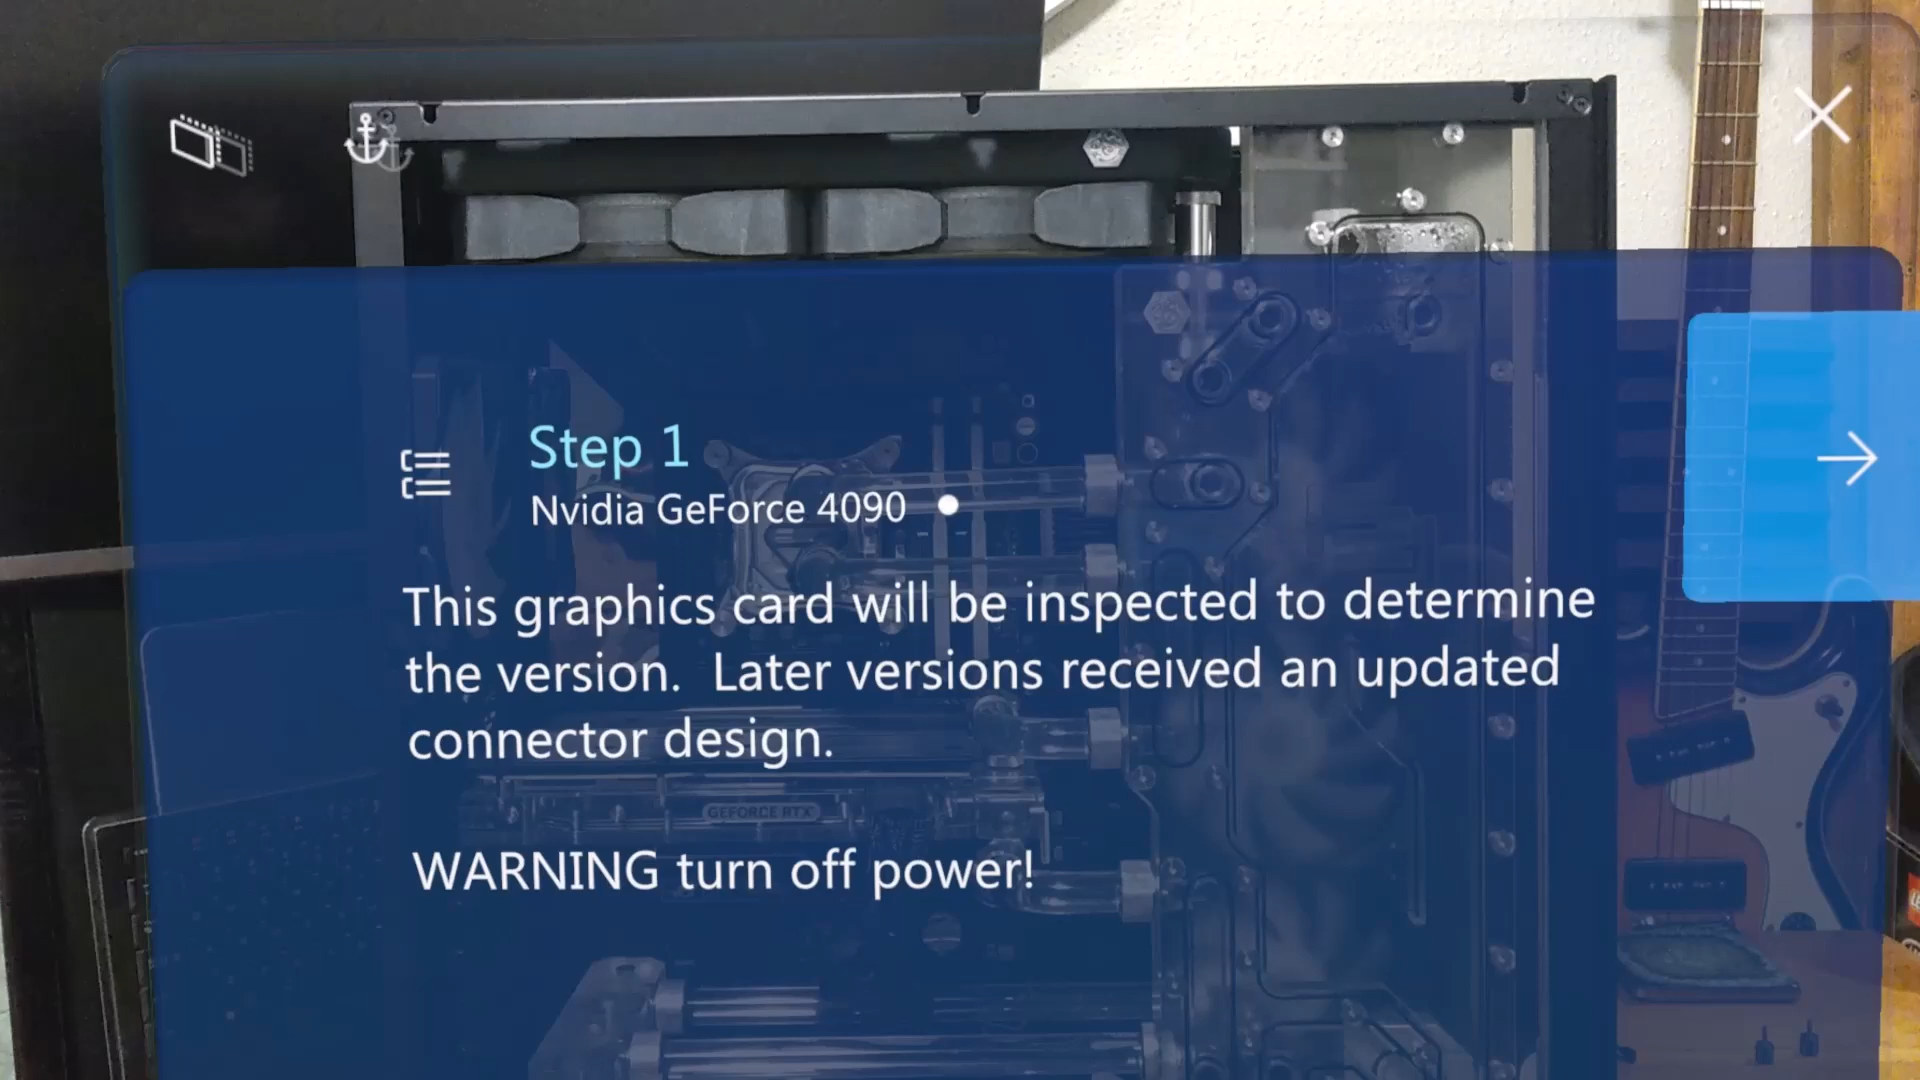 Step 1
Nvidia GeForce 4090
This graphics card will be inspected to determine
the version. Later versions received an updated
connector design.
GEFORCE RTX
WARNING turn off power!